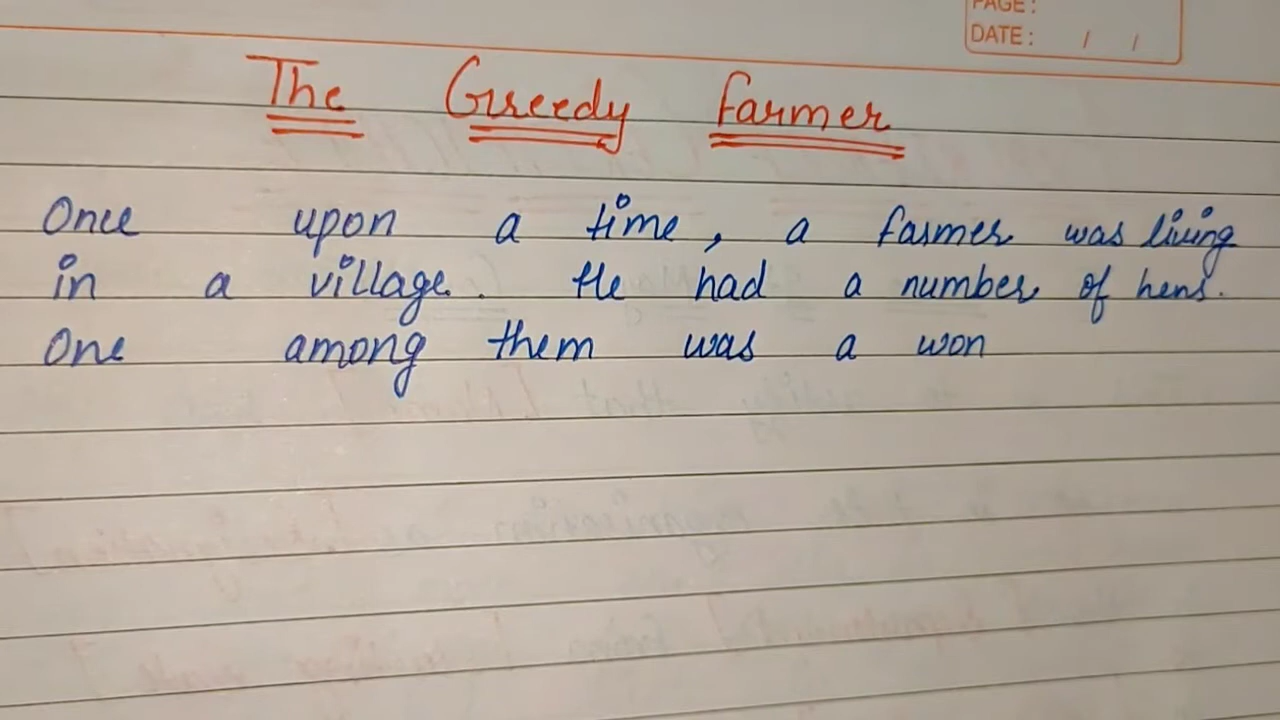 PAGE:
DATE: / /
The Greedy Farmer
Once upon a time, a farmer was living
in a village. He had a number of hens.
One among them was a won